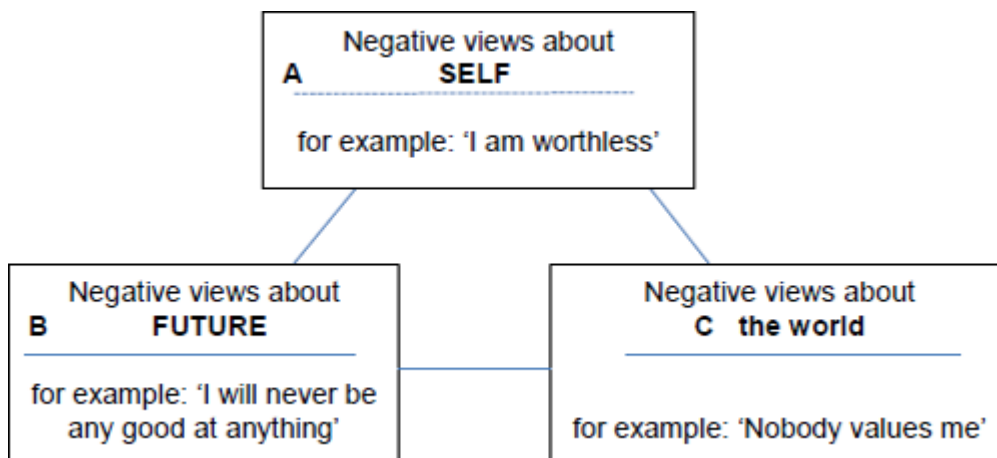 Negative views about
A SELF
for example: ‘I am worthless’
Negative views about
B FUTURE
for example: ‘I will never be
any good at anything’
Negative views about
C the world
for example: ‘Nobody values me’